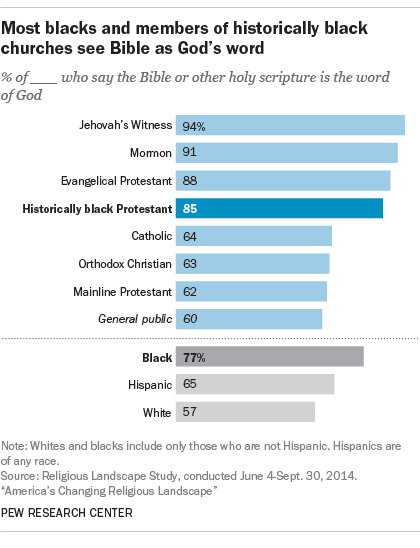 Most blacks and members of historically black
churches see Bible as God's word
% of ___ who say the Bible or other holy scripture is the word
of God
Jehovah's Witness 94%
Mormon 91
Evangelical Protestant 88
Historically black Protestant 85
Catholic 64
Orthodox Christian 63
Mainline Protestant 62
General public 60
Black 77%
Hispanic 65
White 57
Note: Whites and blacks include only those who are not Hispanic. Hispanics are
of any race.
Source: Religious Landscape Study, conducted June 4-Sept. 30, 2014.
"America's Changing Religious Landscape"
PEW RESEARCH CENTER